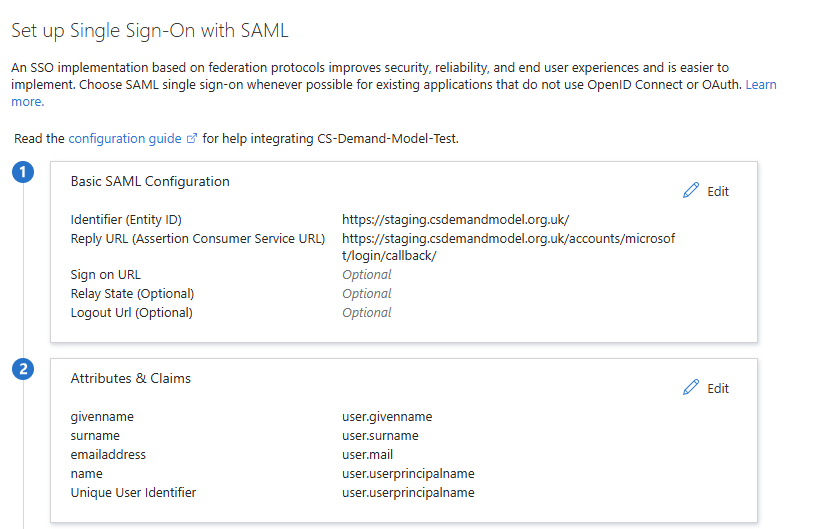 Set up Single Sign-On with SAML
An SSO implementation based on federation protocols improves security, reliability, and end user experiences and is easier to
implement. Choose SAML single sign-on whenever possible for existing applications that do not use OpenID Connect or OAuth. Learn
more.
Read the configuration guide for help integrating CS-Demand-Model-Test.
1
Basic SAML Configuration
Edit
Identifier (Entity ID) https://staging.csdemandmodel.org.uk/
Reply URL (Assertion Consumer Service URL) https://staging.csdemandmodel.org.uk/accounts/microsof
t/login/callback/
Sign on URL Optional
Relay State (Optional) Optional
Logout Url (Optional) Optional
2
Attributes & Claims
Edit
givenname user.givenname
surname user.surname
emailaddress user.mail
name user.userprincipalname
Unique User Identifier user.userprincipalname